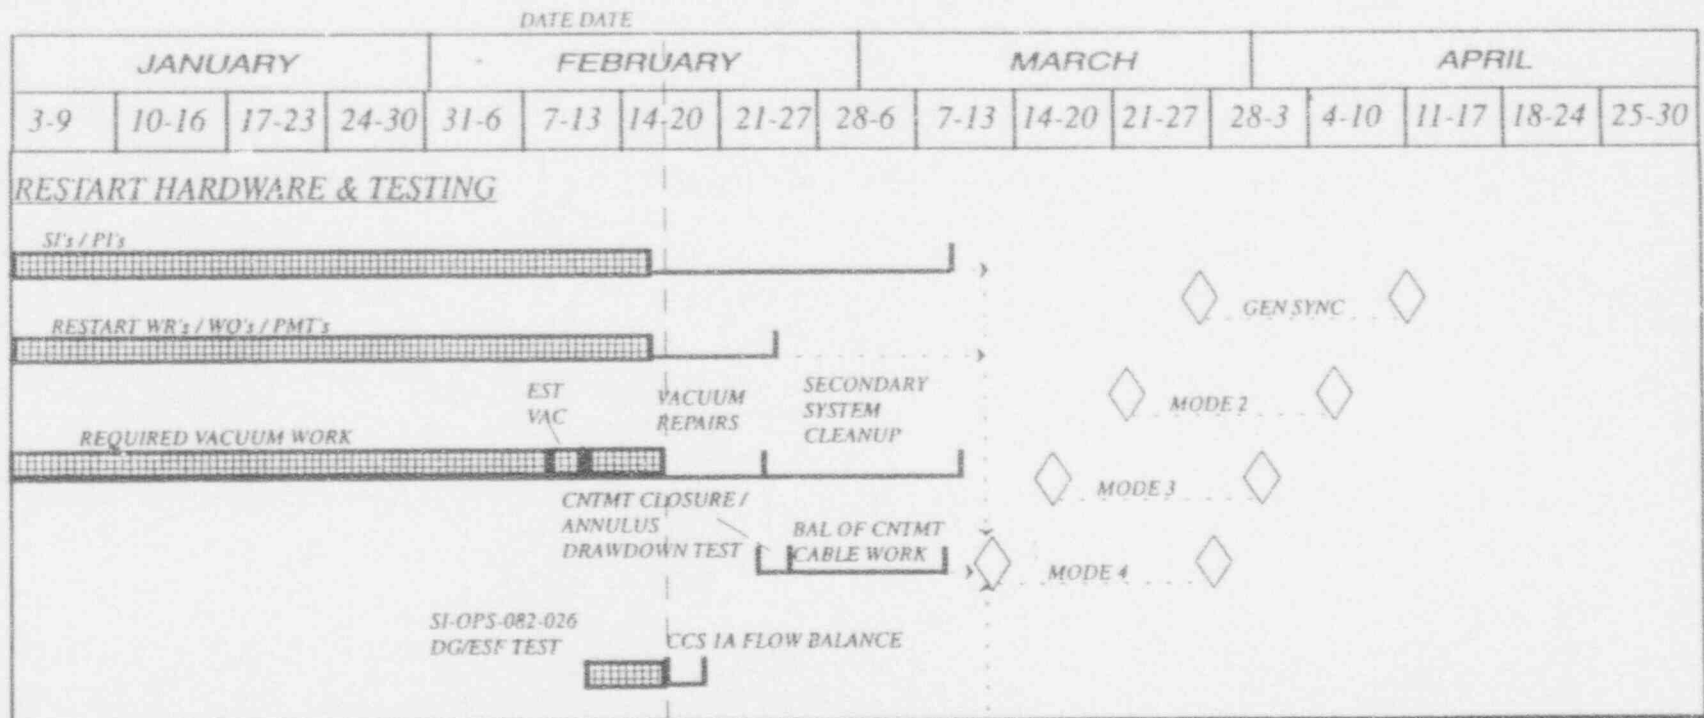 DATE DATE
JANUARY FEBRUARY MARCH APRIL
3-9 10-16 17-23 24-30 31-6 7-13 14-20 21-27 28-6 7-13 14-20 21-27 28-3 4-10 11-17 18-24 25-30
RESTART HARDWARE & TESTING
SI's / PI's
GEN SYNC
RESTART WR's / WO's / PMT's
EST
VAC
VACUUM
REPAIRS
SECONDARY
SYSTEM
CLEANUP
MODE 2
REQUIRED VACUUM WORK
MODE 3
CNTMT CLOSURE /
ANNULUS
DRAWDOWN TEST
BAL OF CNTMT
CABLE WORK
MODE 4
SI-OPS-082-026
DG/ESF TEST
CCS 1A FLOW BALANCE